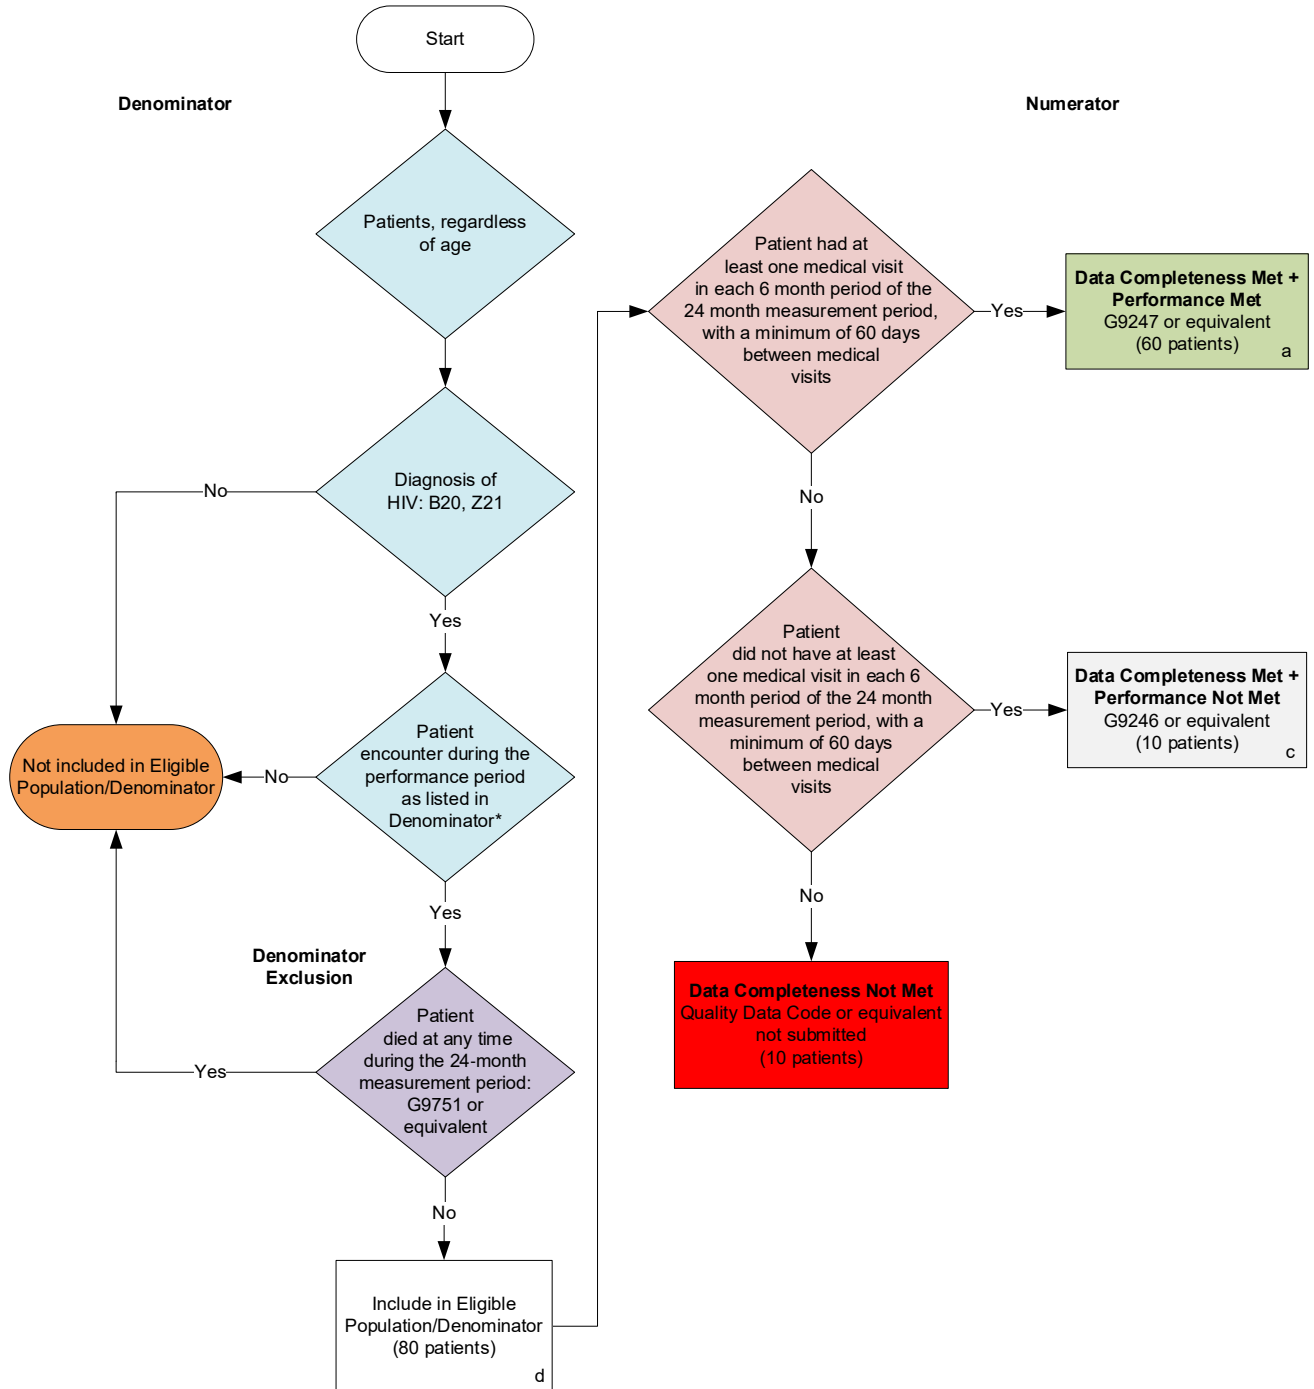 Start
Denominator
Numerator
Patients, regardless
of age
Diagnosis of
HIV: B20, Z21
No
Yes
Patient
encounter during the
performance period
as listed in
Denominator*
No
Not included in Eligible
Population/Denominator
Yes
Denominator
Exclusion
Patient
died at any time
during the 24-month
measurement period:
G9751 or
equivalent
Yes
No
Include in Eligible
Population/Denominator
(80 patients)
d
Patient had at
least one medical visit
in each 6 month period of the
24 month measurement period,
with a minimum of 60 days
between medical
visits
Yes
Data Completeness Met +
Performance Met
G9247 or equivalent
(60 patients)
a
No
Patient
did not have at least
one medical visit in each 6
month period of the 24 month
measurement period, with a
minimum of 60 days
between medical
visits
Yes
Data Completeness Met +
Performance Not Met
G9246 or equivalent
(10 patients)
c
No
Data Completeness Not Met
Quality Data Code or equivalent
not submitted
(10 patients)